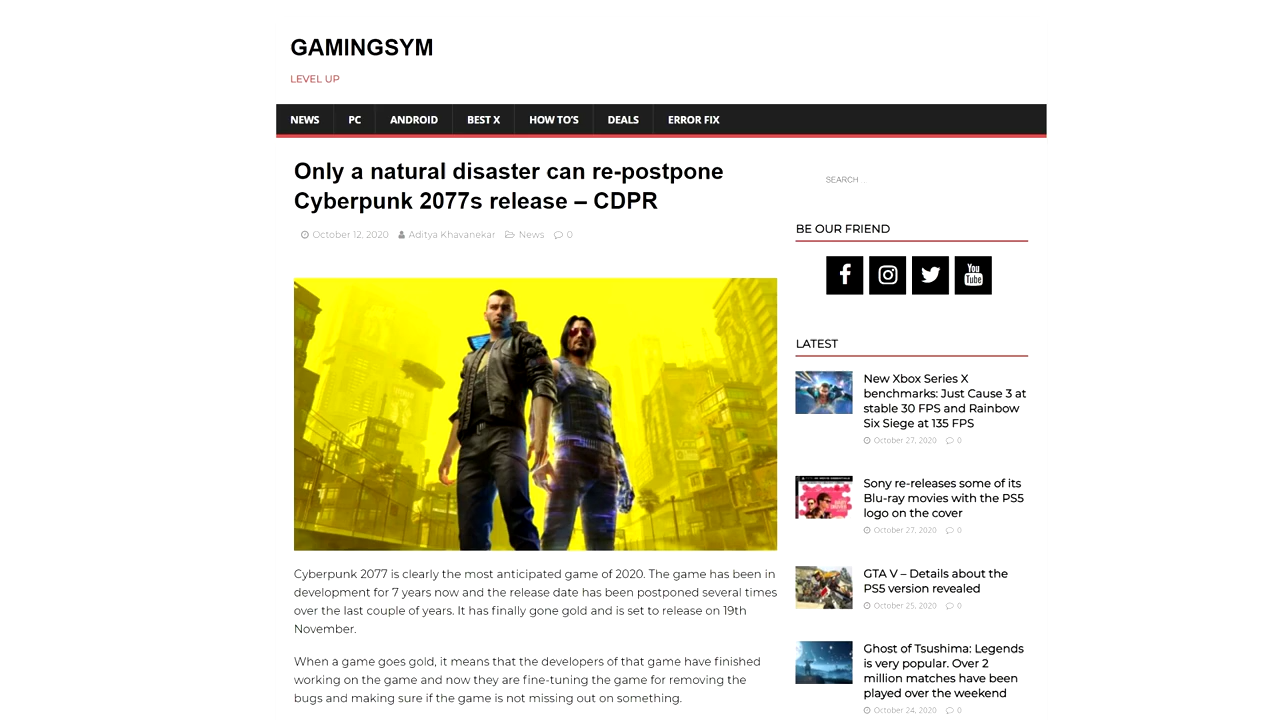 GAMINGSYM
LEVEL UP
NEWS PC ANDROID BEST X HOW TO'S DEALS ERROR FIX
Only a natural disaster can re-postpone
Cyberpunk 2077s release – CDPR
October 12, 2020 Aditya Khavanekar News 0
Cyberpunk 2077 is clearly the most anticipated game of 2020. The game has been in
development for 7 years now and the release date has been postponed several times
over the last couple of years. It has finally gone gold and is set to release on 19th
November.
When a game goes gold, it means that the developers of that game have finished
working on the game and now they are fine-tuning the game for removing the
bugs and making sure if the game is not missing out on something.
SEARCH ...
BE OUR FRIEND
You
Tube
LATEST
New Xbox Series X
benchmarks: Just Cause 3 at
stable 30 FPS and Rainbow
Six Siege at 135 FPS
October 27, 2020 0
Sony re-releases some of its
Blu-ray movies with the PS5
logo on the cover
October 27, 2020 0
GTA V – Details about the
PS5 version revealed
October 25, 2020 0
Ghost of Tsushima: Legends
is very popular. Over 2
million matches have been
played over the weekend
October 24, 2020 0